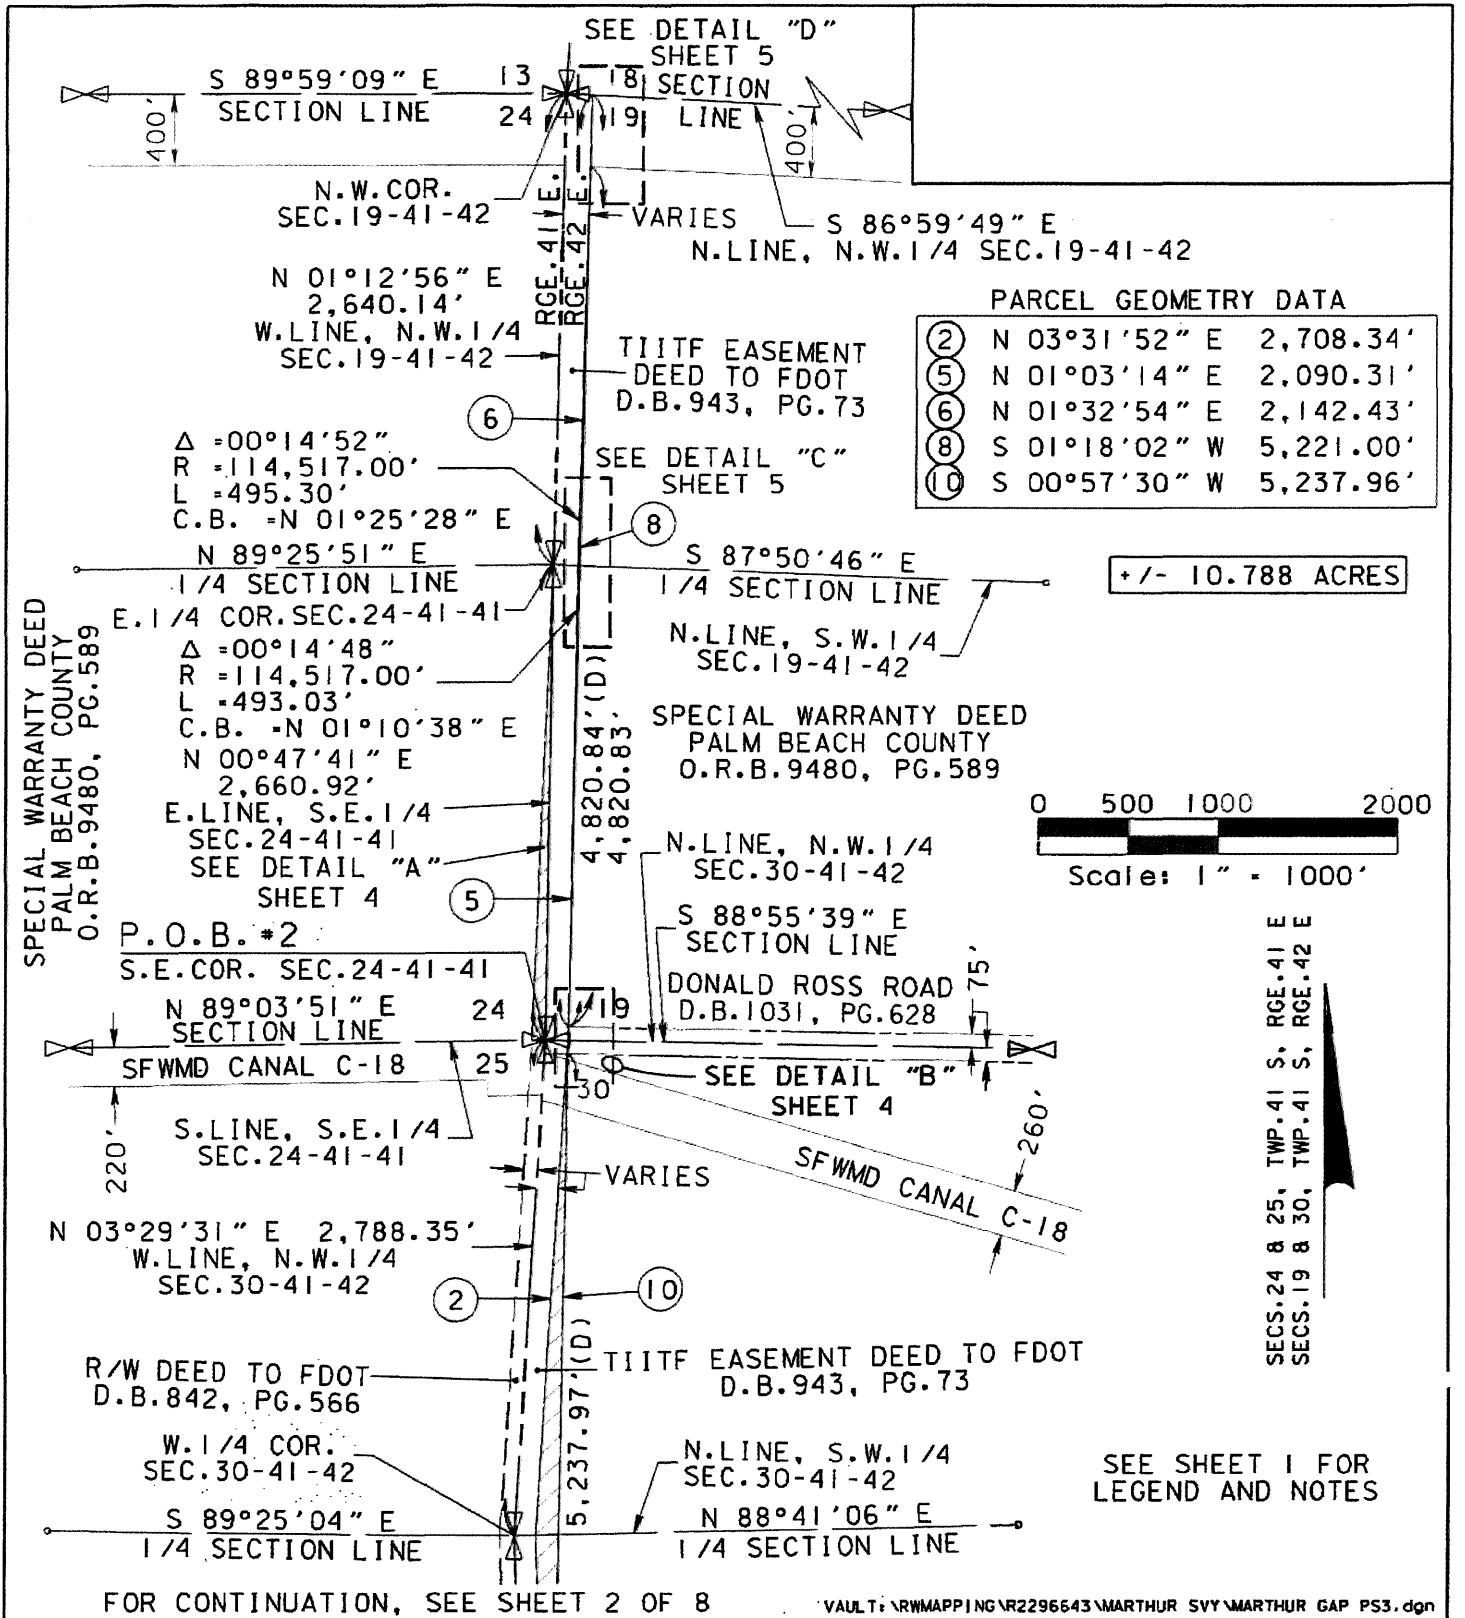 SEE DETAIL "D"
SHEET 5
S 89°59'09" E
SECTION LINE
13
18
24
19
SECTION
LINE
400'
400'
N.W.COR.
SEC.19-41-42
RGE.41 E.
RGE.42 E.
VARIES
S 86°59'49" E
N.LINE, N.W.1/4 SEC.19-41-42
N 01°12'56" E
2,640.14'
W.LINE, N.W.1/4
SEC.19-41-42
TIITF EASEMENT
DEED TO FDOT
D.B.943, PG.73
PARCEL GEOMETRY DATA
2 N 03°31'52" E 2,708.34'
5 N 01°03'14" E 2,090.31'
6 N 01°32'54" E 2,142.43'
8 S 01°18'02" W 5,221.00'
10 S 00°57'30" W 5,237.96'
6
Δ =00°14'52"
R =114,517.00'
L =495.30'
C.B. =N 01°25'28" E
SEE DETAIL "C"
SHEET 5
8
N 89°25'51" E
1/4 SECTION LINE
S 87°50'46" E
1/4 SECTION LINE
+/- 10.788 ACRES
E.1/4 COR.SEC.24-41-41
N.LINE, S.W.1/4
SEC.19-41-42
SPECIAL WARRANTY DEED
PALM BEACH COUNTY
O.R.B.9480, PG.589
Δ =00°14'48"
R =114,517.00'
L =493.03'
C.B. =N 01°10'38" E
4,820.84'(D)
4,820.83'
SPECIAL WARRANTY DEED
PALM BEACH COUNTY
O.R.B.9480, PG.589
N 00°47'41" E
2,660.92'
E.LINE, S.E.1/4
SEC.24-41-41
SEE DETAIL "A"
SHEET 4
0 500 1000 2000
Scale: 1" = 1000'
N.LINE, N.W.1/4
SEC.30-41-42
5
S 88°55'39" E
SECTION LINE
P.O.B.#2
S.E.COR. SEC.24-41-41
DONALD ROSS ROAD
D.B.1031, PG.628
75'
N 89°03'51" E
SECTION LINE
24
19
SFWMD CANAL C-18
25
30
SEE DETAIL "B"
SHEET 4
220'
S.LINE, S.E.1/4
SEC.24-41-41
260'
SFWMD CANAL C-18
VARIES
SECS.24 & 25, TWP.41 S, RGE.41 E
SECS.19 & 30, TWP.41 S, RGE.42 E
N 03°29'31" E 2,788.35'
W.LINE, N.W.1/4
SEC.30-41-42
2
10
R/W DEED TO FDOT
D.B.842, PG.566
TIITF EASEMENT DEED TO FDOT
D.B.943, PG.73
5,237.97'(D)
W.1/4 COR.
SEC.30-41-42
N.LINE, S.W.1/4
SEC.30-41-42
SEE SHEET 1 FOR
LEGEND AND NOTES
S 89°25'04" E
1/4 SECTION LINE
N 88°41'06" E
1/4 SECTION LINE
FOR CONTINUATION, SEE SHEET 2 OF 8
VAULT:\RWMAPPING\R2296643\MARTHUR SVY\MARTHUR GAP PS3.dgn